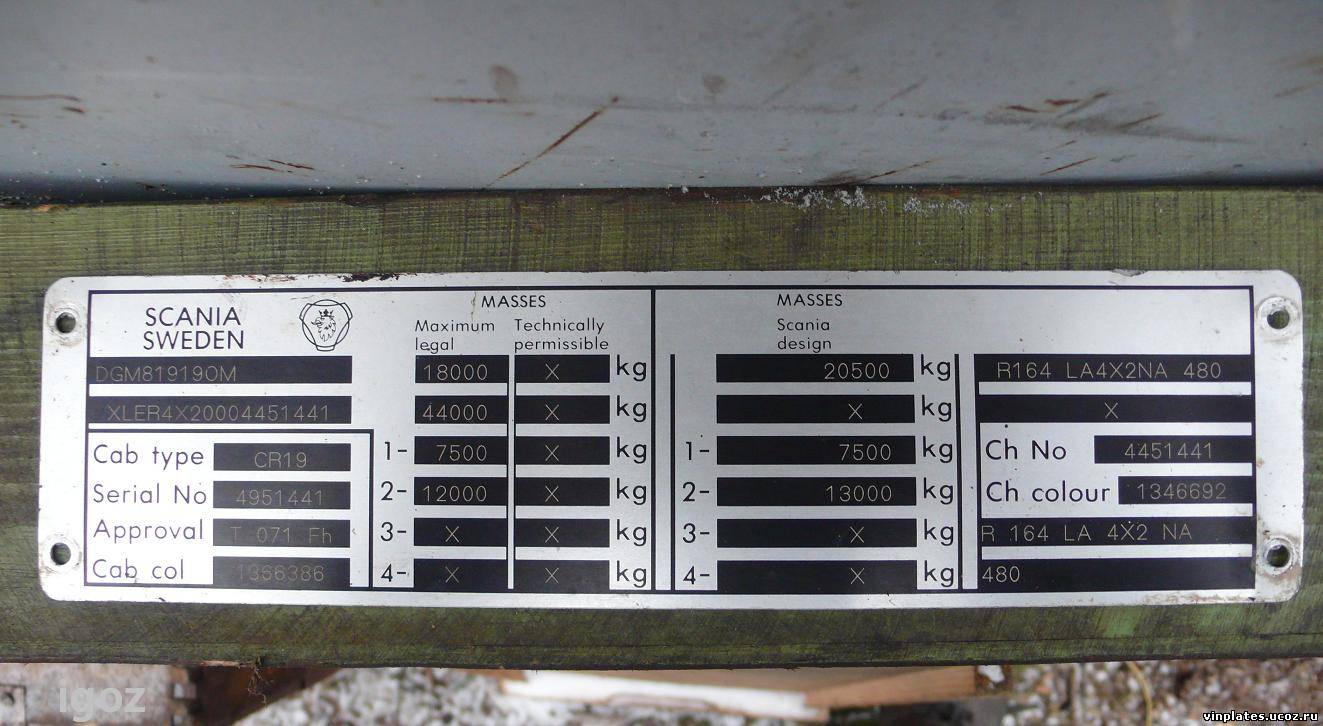 SCANIA
SWEDEN
DGM81919OM
XLER4X20004451441
Cab type CR19
Serial No 4951441
Approval T 071 Fh
Cab col 1366386
MASSES
Maximum legal Technically permissible
18000 X kg
44000 X kg
1- 7500 X kg
2- 12000 X kg
3- X X kg
4- X X kg
MASSES
Scania
design
20500 kg
X kg
1- 7500 kg
2- 13000 kg
3- X kg
4- X kg
R164 LA4X2NA 480
X
Ch No 4451441
Ch colour 1346692
R 164 LA 4X2 NA
480
igoz
www.vinplates.ucoz.ru